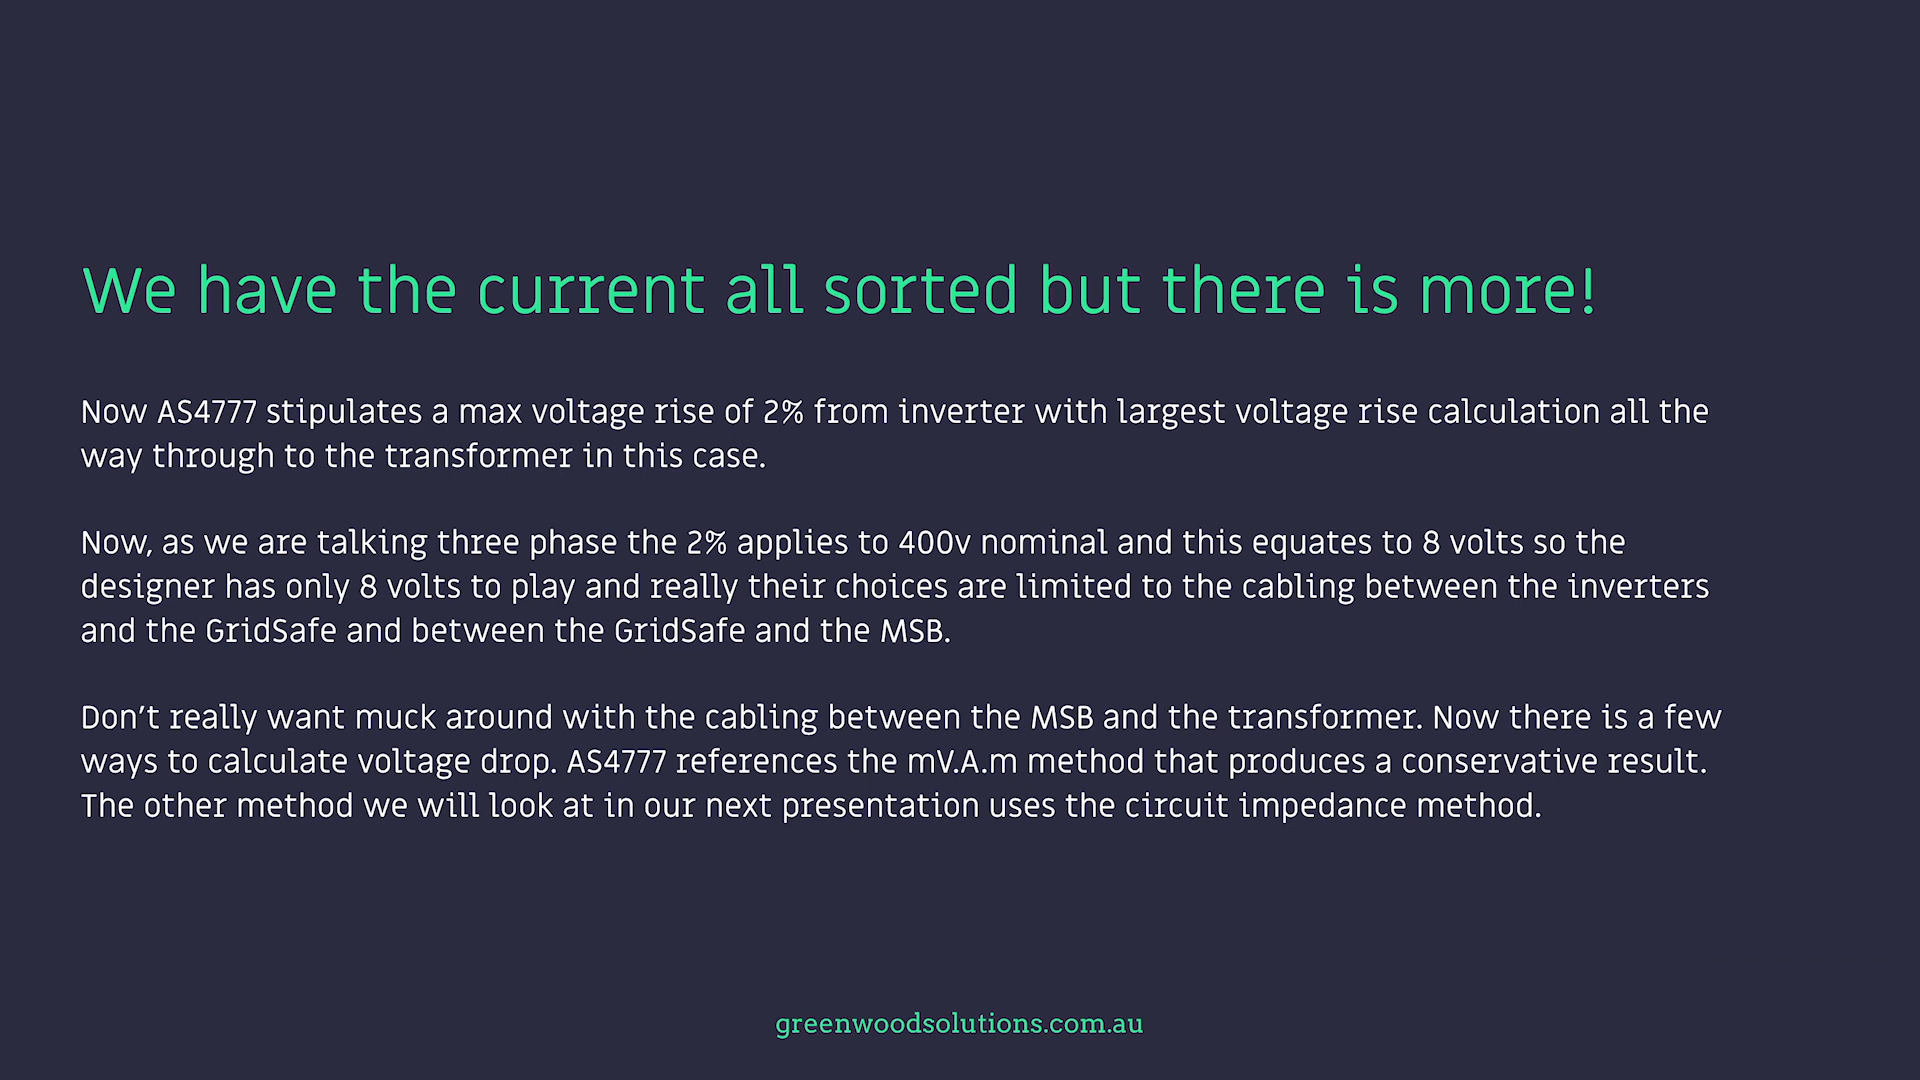 We have the current all sorted but there is more!
Now AS4777 stipulates a max voltage rise of 2% from inverter with largest voltage rise calculation all the
way through to the transformer in this case.
Now, as we are talking three phase the 2% applies to 400v nominal and this equates to 8 volts so the
designer has only 8 volts to play and really their choices are limited to the cabling between the inverters
and the GridSafe and between the GridSafe and the MSB.
Don't really want muck around with the cabling between the MSB and the transformer. Now there is a few
ways to calculate voltage drop. AS4777 references the mV.A.m method that produces a conservative result.
The other method we will look at in our next presentation uses the circuit impedance method.
greenwoodsolutions.com.au